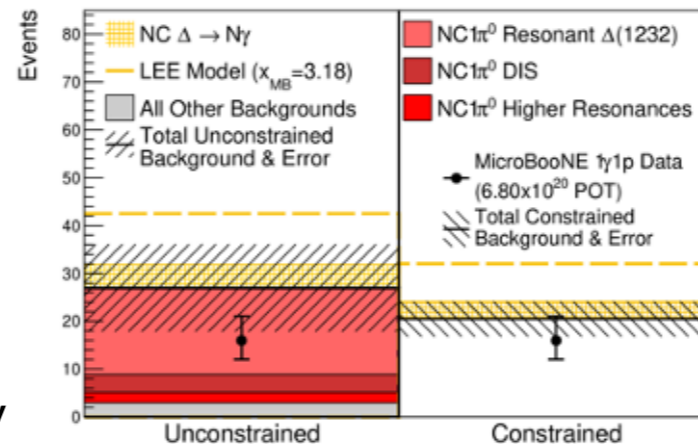 Events
80
70
60
50
40
30
20
10
0
NC Δ → Nγ
LEE Model (x_MB=3.18)
All Other Backgrounds
Total Unconstrained
Background & Error
NC1π⁰ Resonant Δ(1232)
NC1π⁰ DIS
NC1π⁰ Higher Resonances
MicroBooNE 1γ1p Data
(6.80x10²⁰ POT)
Total Constrained
Background & Error
Unconstrained
Constrained